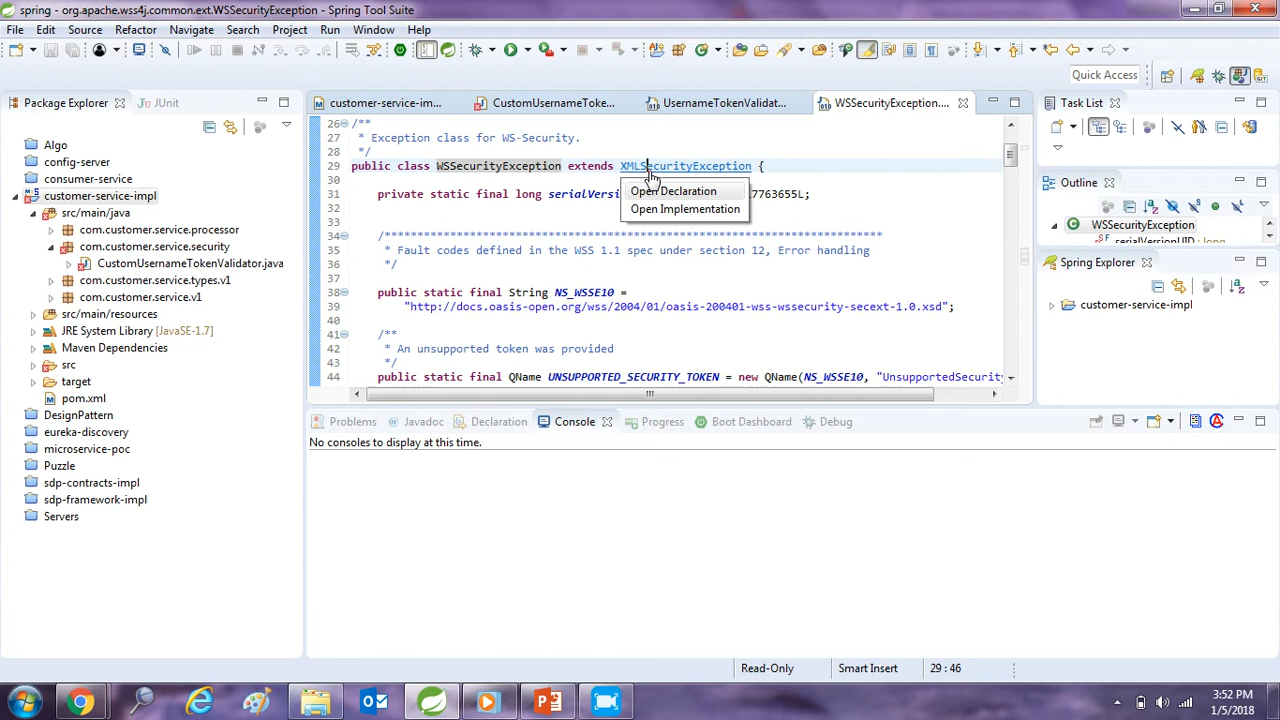 spring - org.apache.wss4j.common.ext.WSSecurityException - Spring Tool Suite
File Edit Source Refactor Navigate Search Project Run Window Help
Quick Access
Package Explorer JUnit
Algo
config-server
consumer-service
customer-service-impl
src/main/java
com.customer.service.processor
com.customer.service.security
CustomUsernameTokenValidator.java
com.customer.service.types.v1
com.customer.service.v1
src/main/resources
JRE System Library [JavaSE-1.7]
Maven Dependencies
src
target
pom.xml
DesignPattern
eureka-discovery
microservice-poc
Puzzle
sdp-contracts-impl
sdp-framework-impl
Servers
customer-service-im... CustomUsernameToke... UsernameTokenValidat... WSSecurityException....
26 /**
27 * Exception class for WS-Security.
28 */
29 public class WSSecurityException extends XMLSecurityException {
30
31 private static final long serialVersi 7763655L;
32
34 /****************************************************************************
35 * Fault codes defined in the WSS 1.1 spec under section 12, Error handling
36 */
37
38 public static final String NS_WSSE10 =
39 "http://docs.oasis-open.org/wss/2004/01/oasis-200401-wss-wssecurity-secext-1.0.xsd";
40
41 /**
42 * An unsupported token was provided
43 */
44 public static final QName UNSUPPORTED_SECURITY_TOKEN = new QName(NS_WSSE10, "UnsupportedSecurity
Open Declaration
Open Implementation
Task List
Outline
WSSecurityException
serialVersionUID : long
Spring Explorer
customer-service-impl
Problems @ Javadoc Declaration Console Progress Boot Dashboard Debug
No consoles to display at this time.
Read-Only Smart Insert 29 : 46
3:52 PM
1/5/2018